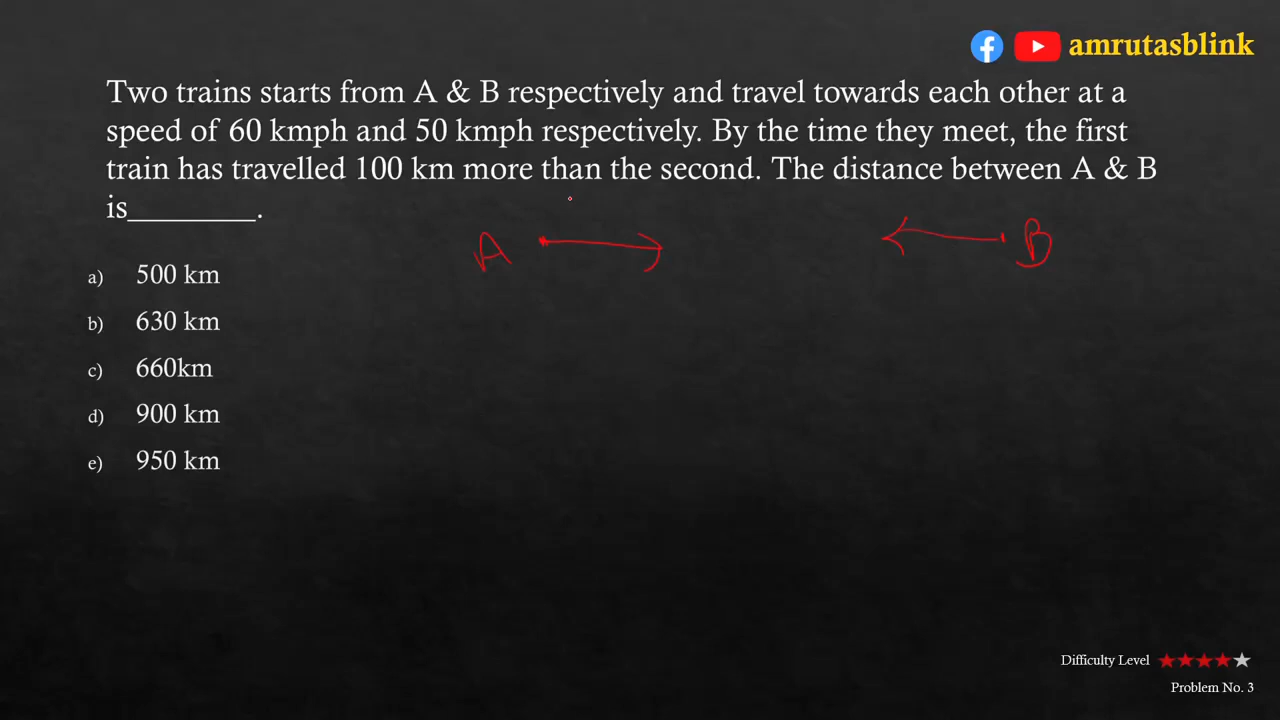 amrutasblink
Two trains starts from A & B respectively and travel towards each other at a
speed of 60 kmph and 50 kmph respectively. By the time they meet, the first
train has travelled 100 km more than the second. The distance between A & B
is________.
A B
a) 500 km
b) 630 km
c) 660km
d) 900 km
e) 950 km
Difficulty Level
Problem No. 3